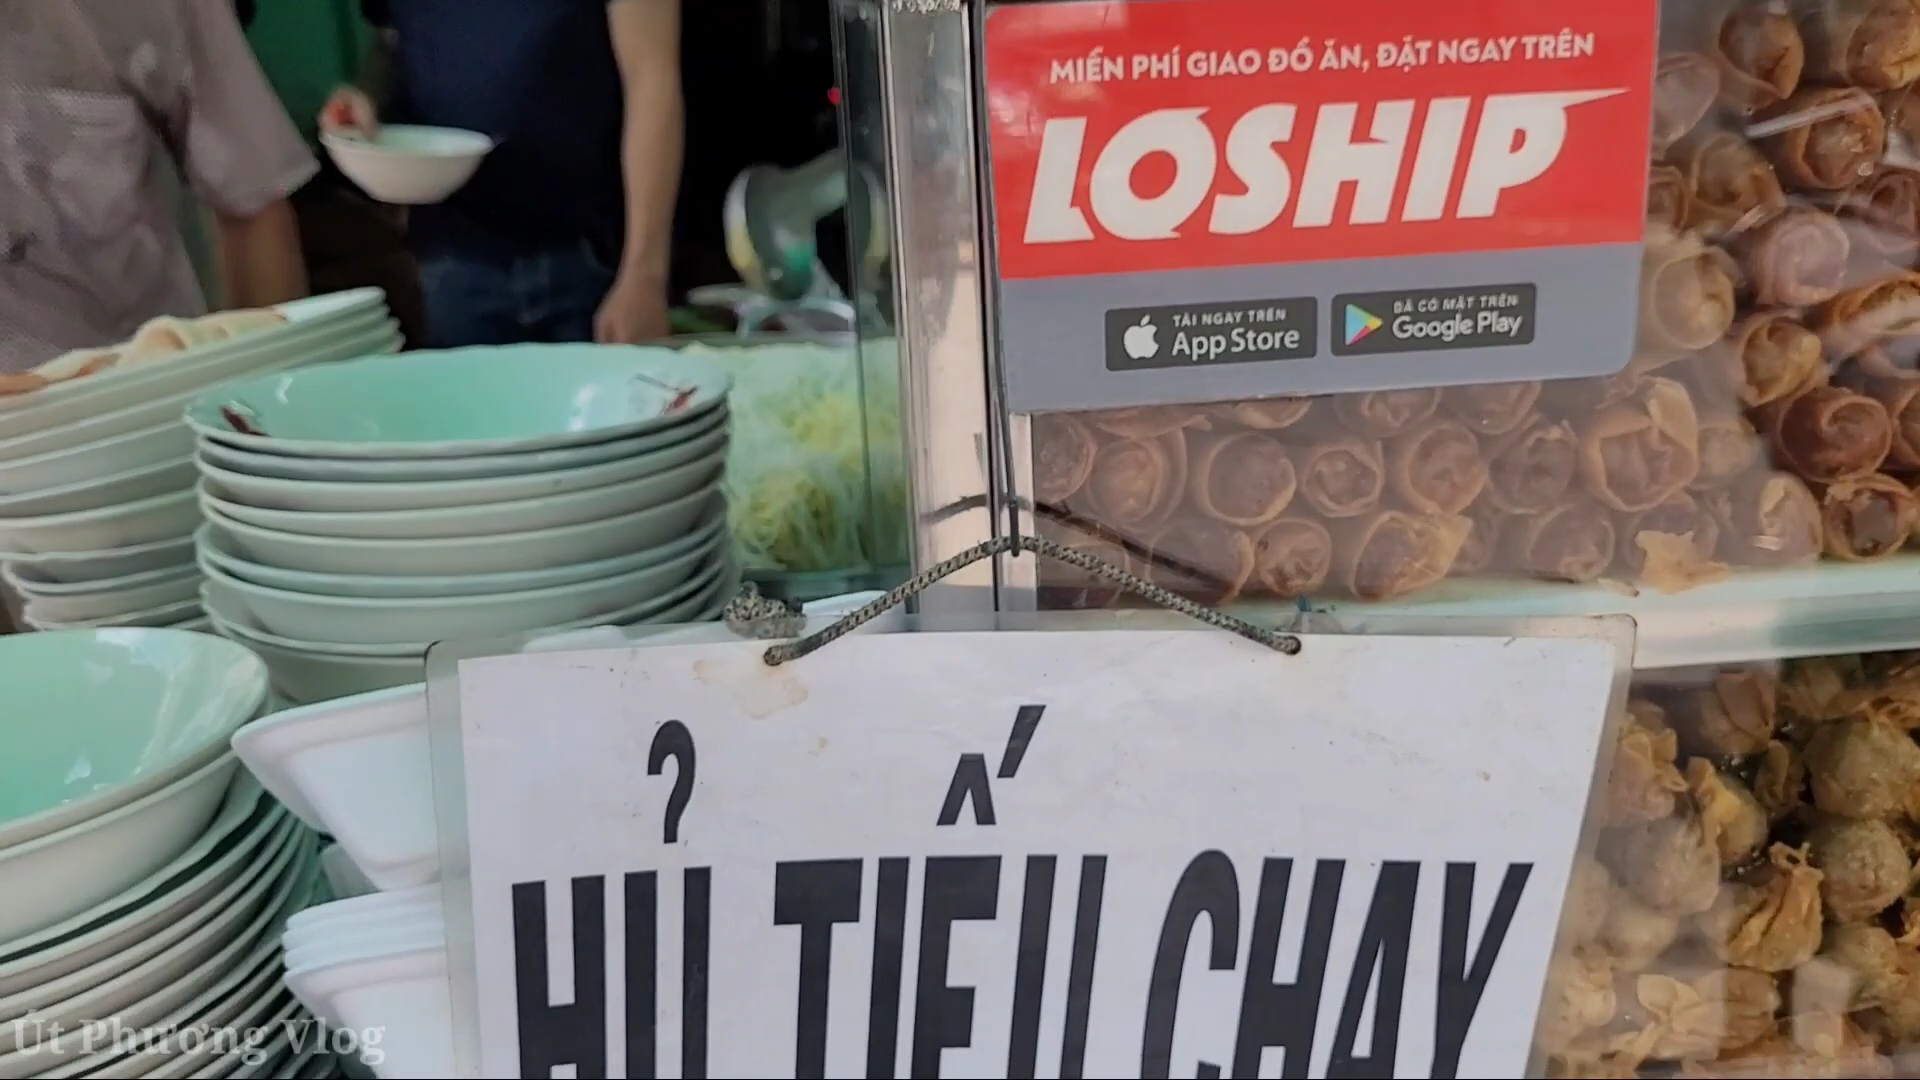 MIỄN PHÍ GIAO ĐỒ ĂN, ĐẶT NGAY TRÊN
LOSHIP
TẢI NGAY TRÊN
App Store
ĐÃ CÓ MẶT TRÊN
Google Play
HỦ TIẾU CHAY
Út Phương Vlog